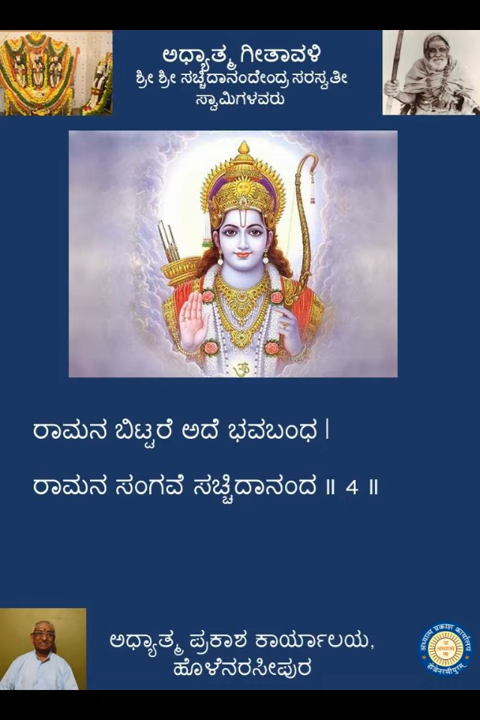 ಅಧ್ಯಾತ್ಮ ಗೀತಾವಳಿ
ಶ್ರೀ ಶ್ರೀ ಸಚ್ಚಿದಾನಂದೇಂದ್ರ ಸರಸ್ವತೀ
ಸ್ವಾಮಿಗಳವರು
ರಾಮನ ಬಿಟ್ಟರೆ ಅದೆ ಭವಬಂಧ |
ರಾಮನ ಸಂಗವೆ ಸಚ್ಚಿದಾನಂದ ॥ 4 ॥
ಅಧ್ಯಾತ್ಮ ಪ್ರಕಾಶ ಕಾರ್ಯಾಲಯ,
ಹೊಳೆನರಸೀಪುರ